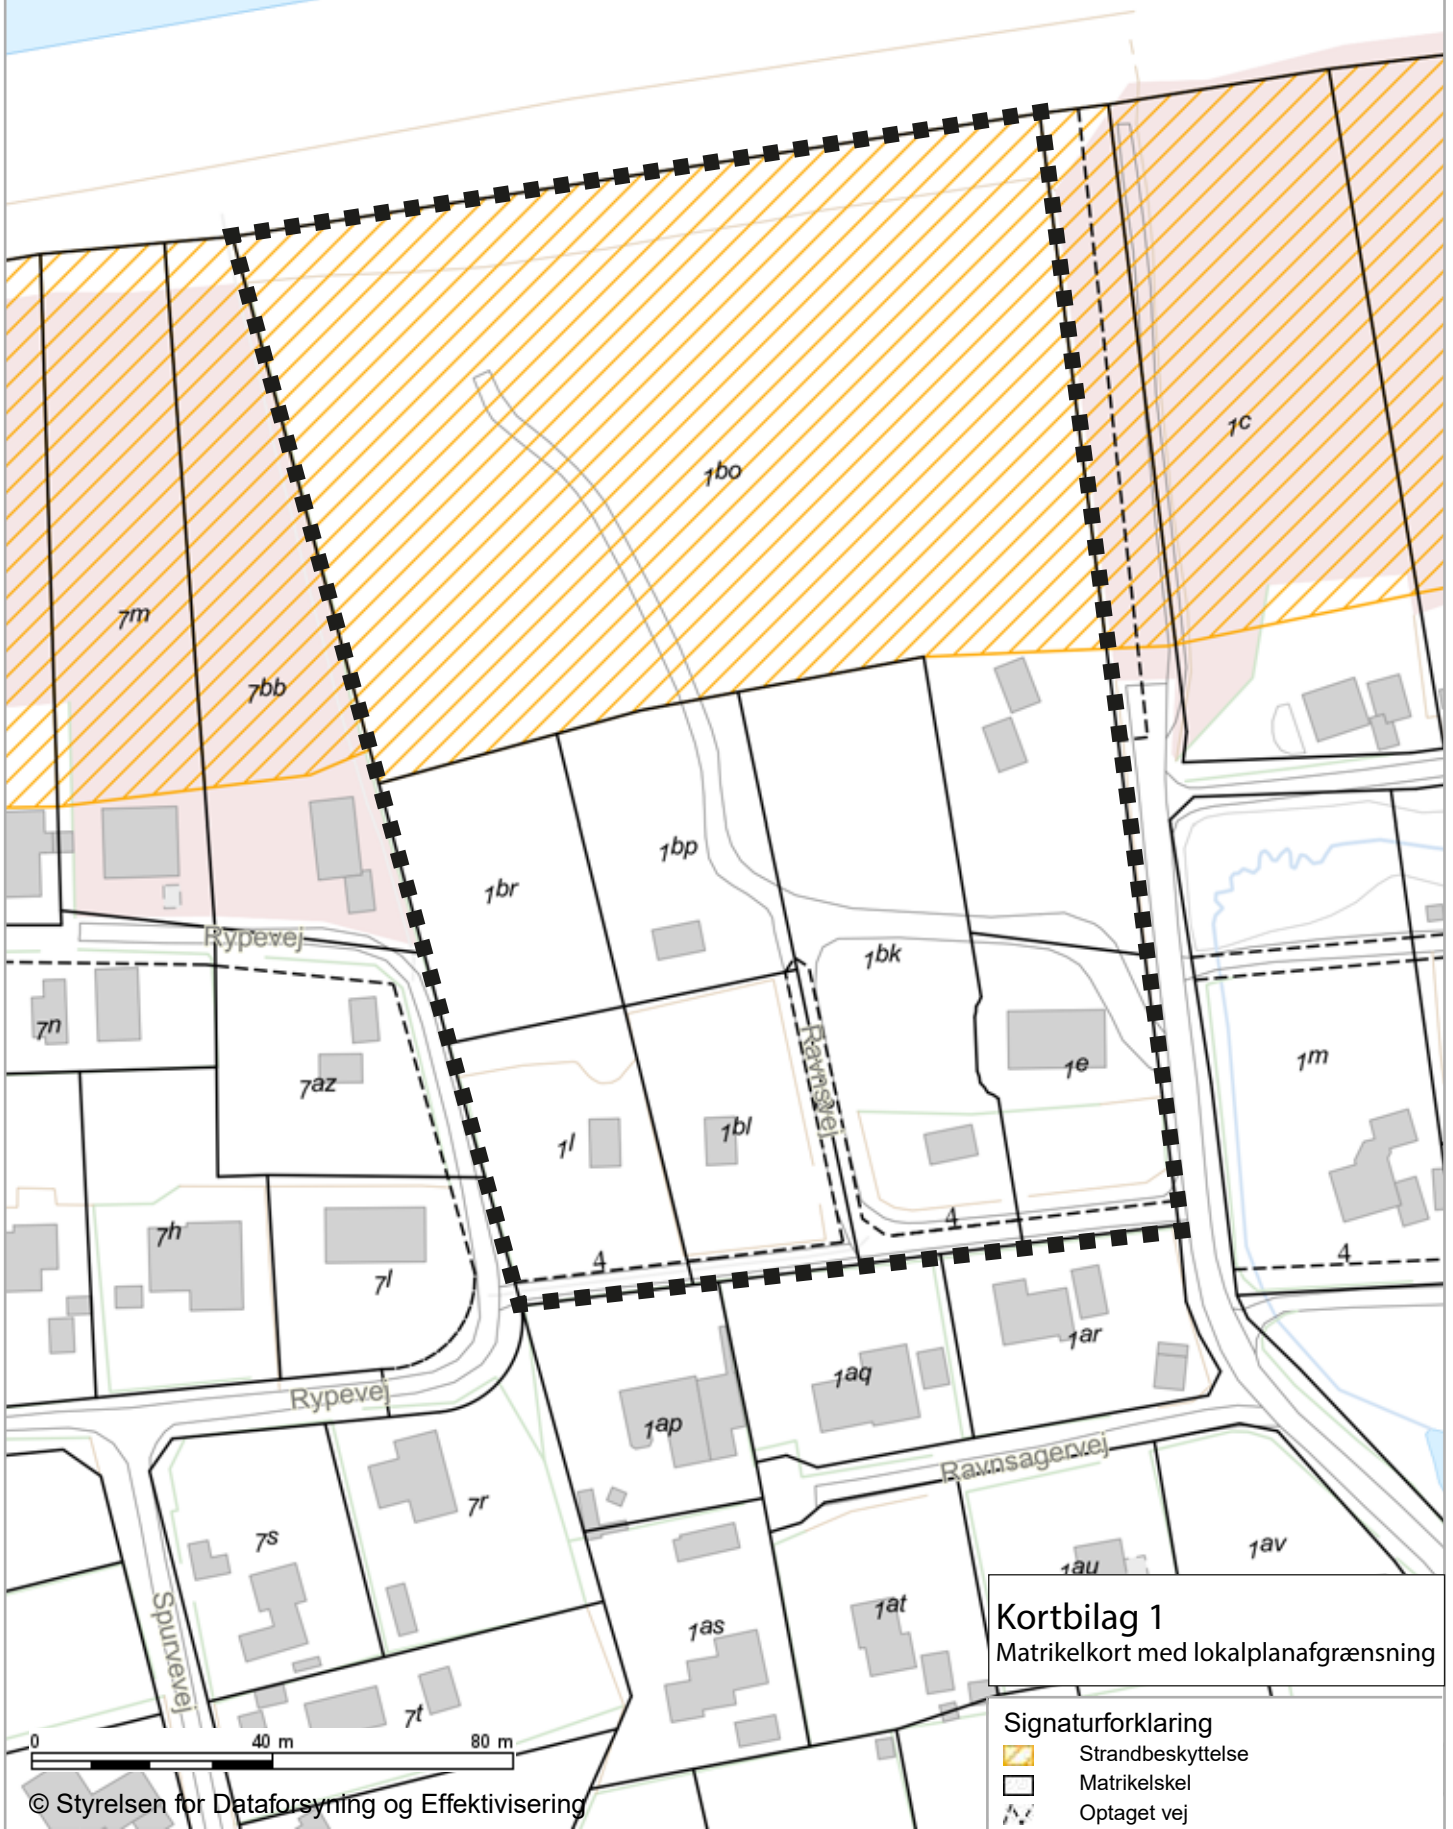 1c
1bo
7m
7bb
1bp
1br
Rypevej
1bk
7n
Ravnsvej
1m
1e
7az
1bl
1l
4
7h
4
4
7l
1ar
1aq
Rypevej
1ap
Ravnsagervej
7r
7s
1av
1au
1at
1as
Spurvevej
7t
Kortbilag 1
Matrikelkort med lokalplanafgrænsning
Signaturforklaring
Strandbeskyttelse
Matrikelskel
Optaget vej
0 40 m 80 m
© Styrelsen for Dataforsyning og Effektivisering